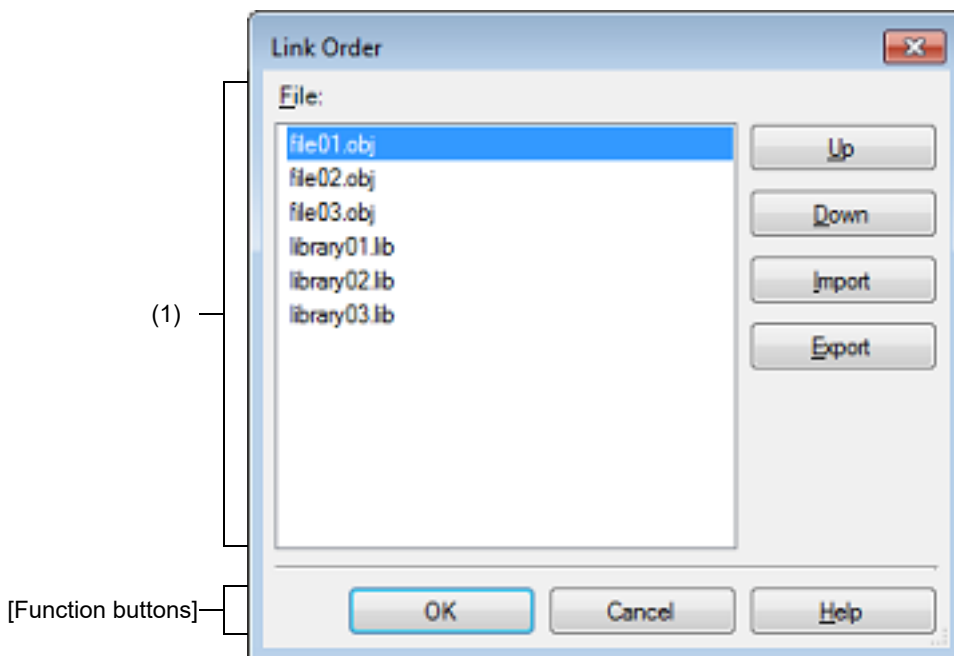 Link Order
File:
file01.obj
file02.obj
file03.obj
library01.lib
library02.lib
library03.lib
Up
Down
Import
Export
(1)
[Function buttons]
OK
Cancel
Help